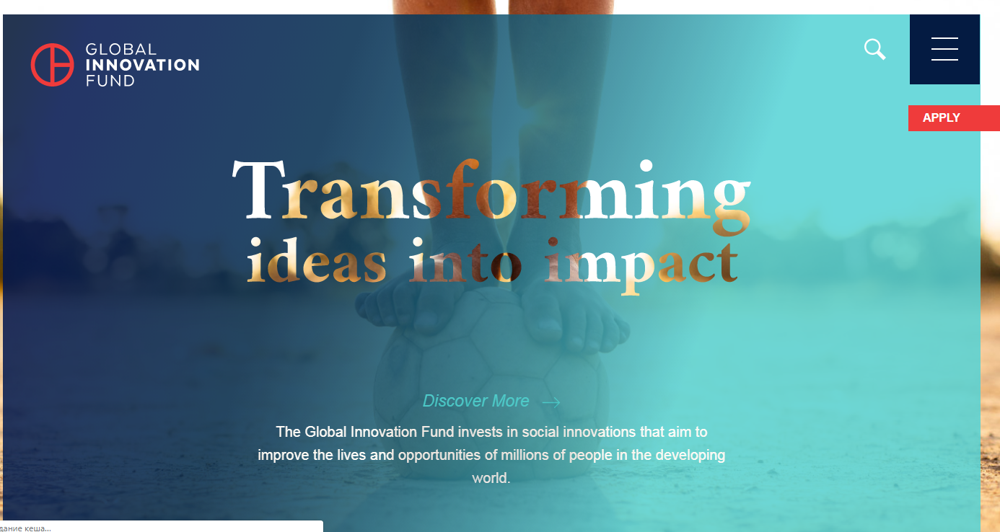 GLOBAL
INNOVATION
FUND
APPLY
Transforming
ideas into impact
Discover More
The Global Innovation Fund invests in social innovations that aim to
improve the lives and opportunities of millions of people in the developing
world.
кеша...